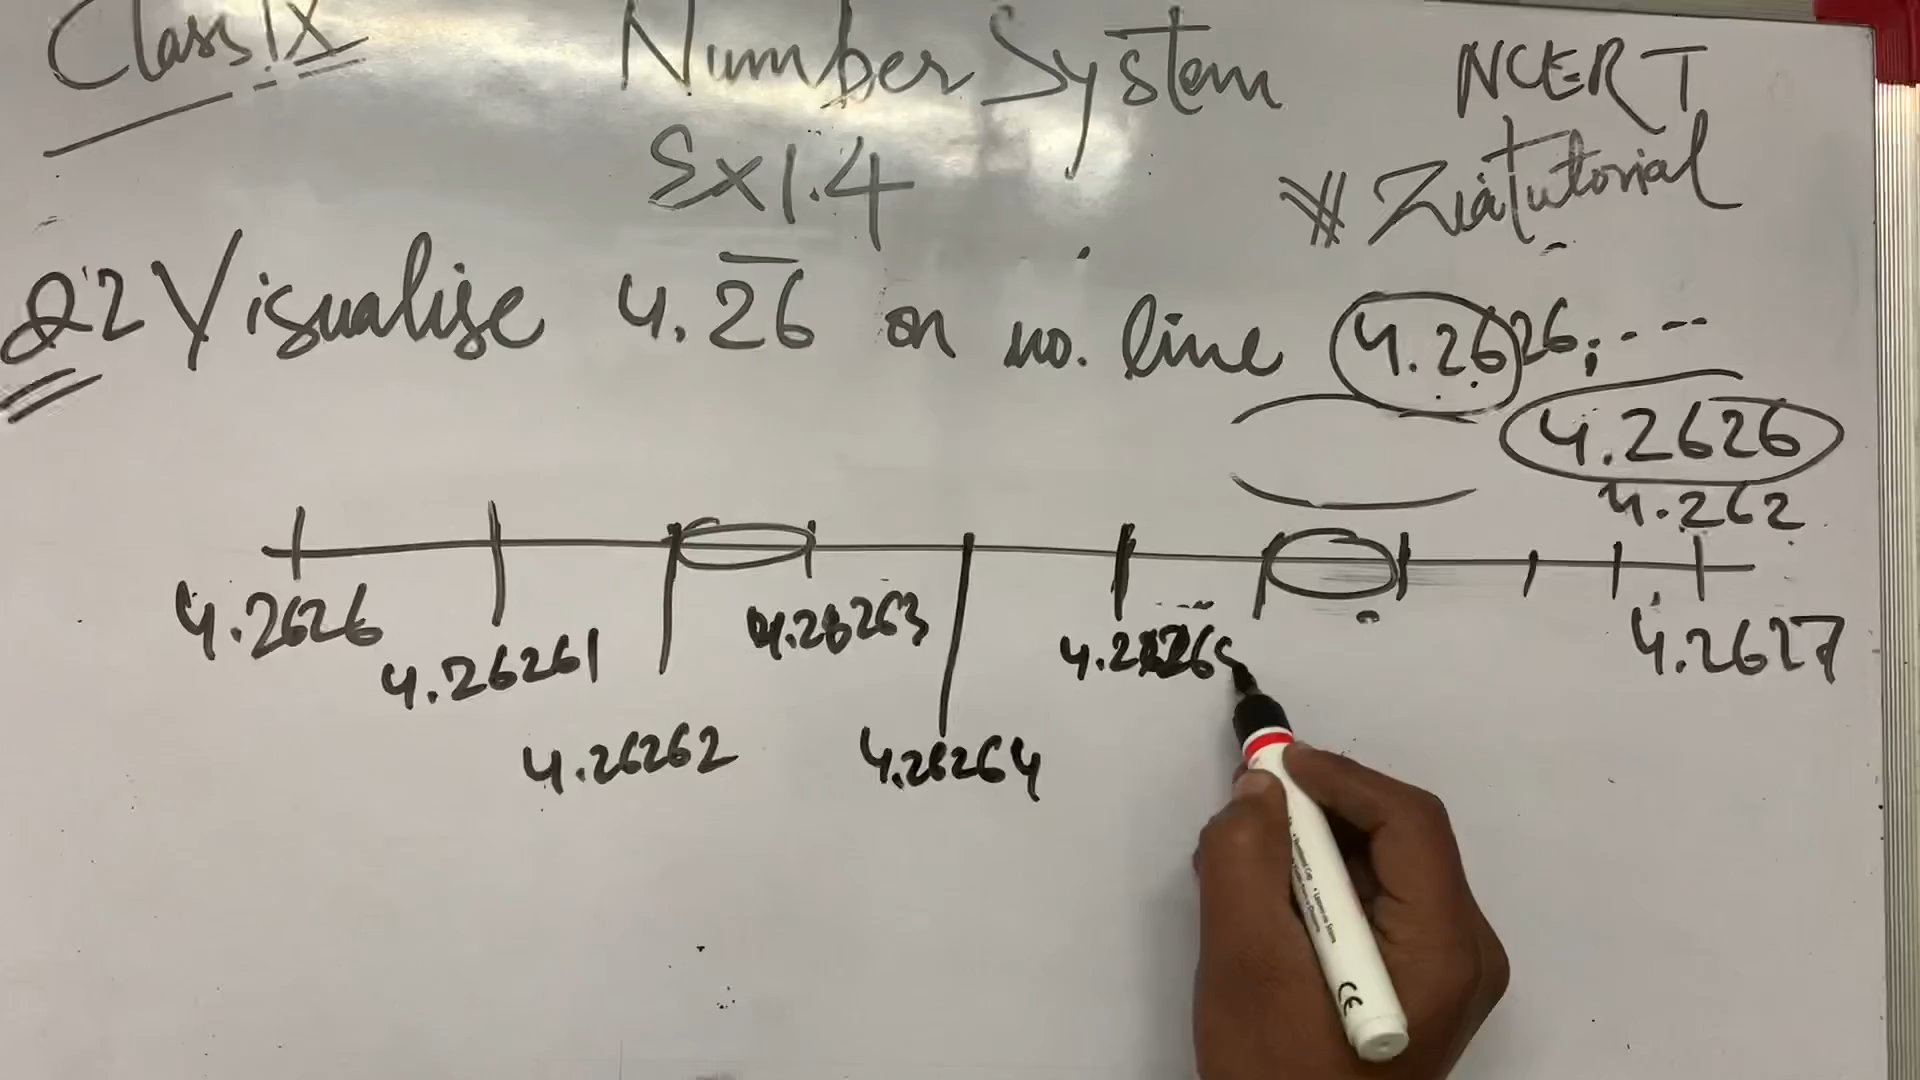 Class IX Number System NCERT
Ex 1.4 Ziatutorial
Q2 Visualise 4.2̅6̅ on no. line 4.2626,----
4.2626
4.262
4.2626 4.26263 4.2627
4.26261
4.26262 4.26264